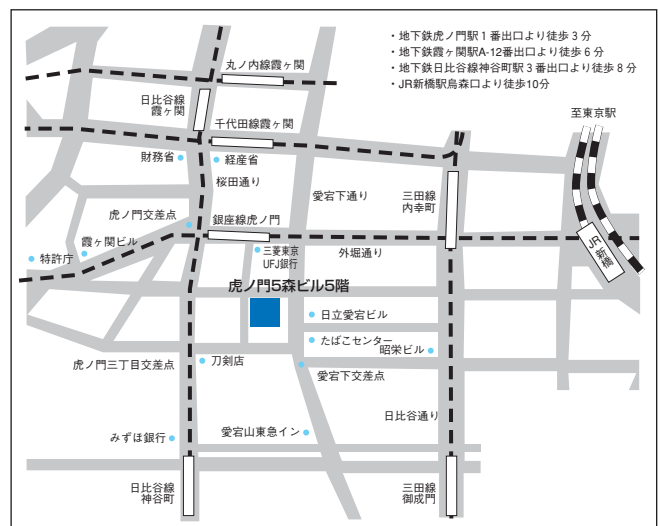 ・地下鉄虎ノ門駅1番出口より徒歩3分
・地下鉄霞ヶ関駅A-12番出口より徒歩6分
・地下鉄日比谷線神谷町駅3番出口より徒歩8分
・JR新橋駅烏森口より徒歩10分
丸ノ内線霞ヶ関
日比谷線
霞ヶ関
至東京駅
千代田線霞ヶ関
財務省
経産省
桜田通り
愛宕下通り
三田線
内幸町
虎ノ門交差点
銀座線虎ノ門
霞ヶ関ビル
特許庁
三菱東京
UFJ銀行
外堀通り
JR
新橋
虎ノ門5森ビル5階
日立愛宕ビル
たばこセンター
昭栄ビル
虎ノ門三丁目交差点
刀剣店
愛宕下交差点
日比谷通り
みずほ銀行
愛宕山東急イン
日比谷線
神谷町
三田線
御成門